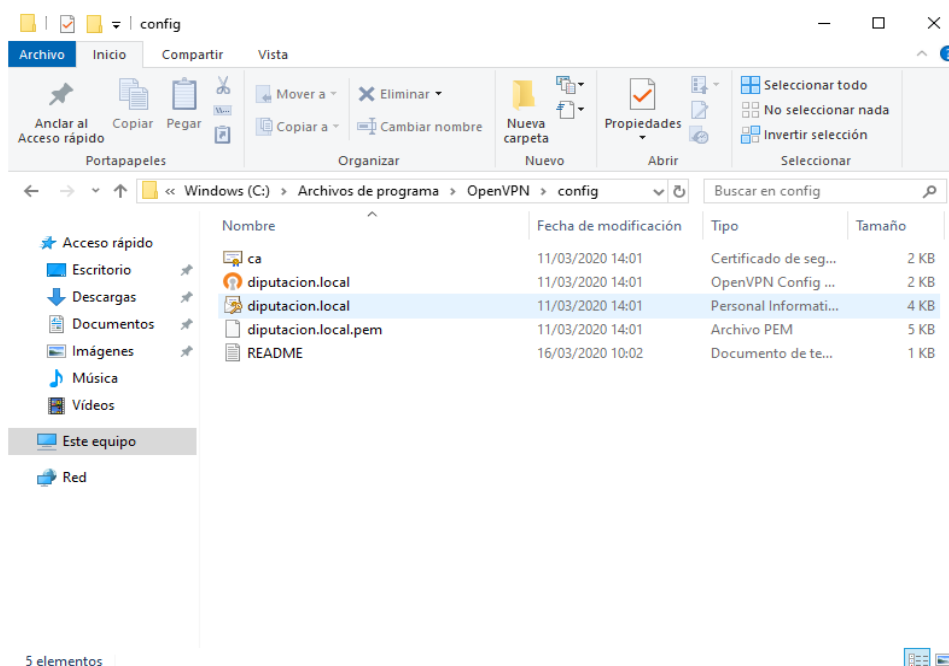 config
Archivo Inicio Compartir Vista
Anclar al Acceso rápido
Copiar
Pegar
Mover a
Copiar a
Eliminar
Cambiar nombre
Nueva carpeta
Propiedades
Seleccionar todo
No seleccionar nada
Invertir selección
Portapapeles Organizar Nuevo Abrir Seleccionar
« Windows (C:) > Archivos de programa > OpenVPN > config
Buscar en config
Nombre Fecha de modificación Tipo Tamaño
Acceso rápido
Escritorio
Descargas
Documentos
Imágenes
Música
Vídeos
Este equipo
Red
ca 11/03/2020 14:01 Certificado de seg... 2 KB
diputacion.local 11/03/2020 14:01 OpenVPN Config ... 2 KB
diputacion.local 11/03/2020 14:01 Personal Informati... 4 KB
diputacion.local.pem 11/03/2020 14:01 Archivo PEM 5 KB
README 16/03/2020 10:02 Documento de te... 1 KB
5 elementos